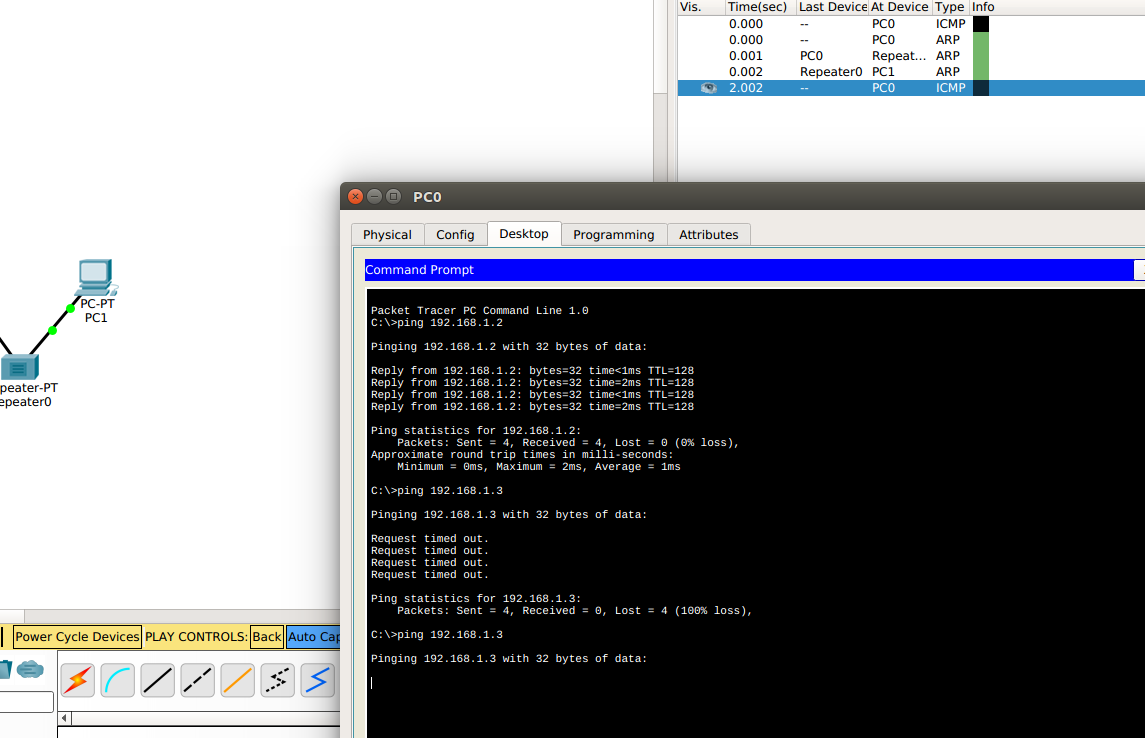 Vis. Time(sec) Last Device At Device Type Info
0.000 -- PC0 ICMP
0.000 -- PC0 ARP
0.001 PC0 Repeat... ARP
0.002 Repeater0 PC1 ARP
2.002 -- PC0 ICMP
PC0
Physical Config Desktop Programming Attributes
Command Prompt
PC-PT
PC1
peater-PT
epeater0
Packet Tracer PC Command Line 1.0
C:\>ping 192.168.1.2
Pinging 192.168.1.2 with 32 bytes of data:
Reply from 192.168.1.2: bytes=32 time<1ms TTL=128
Reply from 192.168.1.2: bytes=32 time=2ms TTL=128
Reply from 192.168.1.2: bytes=32 time<1ms TTL=128
Reply from 192.168.1.2: bytes=32 time=2ms TTL=128
Ping statistics for 192.168.1.2:
Packets: Sent = 4, Received = 4, Lost = 0 (0% loss),
Approximate round trip times in milli-seconds:
Minimum = 0ms, Maximum = 2ms, Average = 1ms
C:\>ping 192.168.1.3
Pinging 192.168.1.3 with 32 bytes of data:
Request timed out.
Request timed out.
Request timed out.
Request timed out.
Ping statistics for 192.168.1.3:
Packets: Sent = 4, Received = 0, Lost = 4 (100% loss),
C:\>ping 192.168.1.3
Pinging 192.168.1.3 with 32 bytes of data:
Power Cycle Devices PLAY CONTROLS: Back Auto Cap